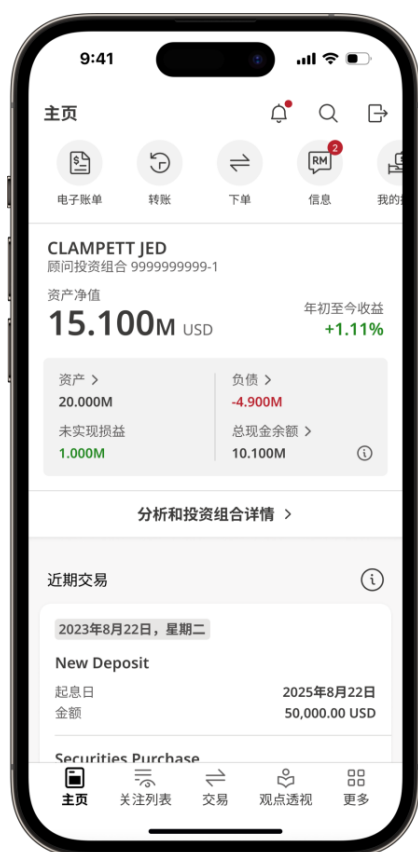 9:41
主页
2
RM
电子账单
转账
下单
信息
我的
CLAMPETT JED
顾问投资组合 9999999999-1
资产净值
年初至今收益
15.100M USD
+1.11%
资产 >
负债 >
20.000M
-4.900M
未实现损益
总现金余额 >
1.000M
10.100M
分析和投资组合详情 >
近期交易
2023年8月22日，星期二
New Deposit
起息日
2025年8月22日
金额
50,000.00 USD
Securities Purchase
主页
关注列表
交易
观点透视
更多